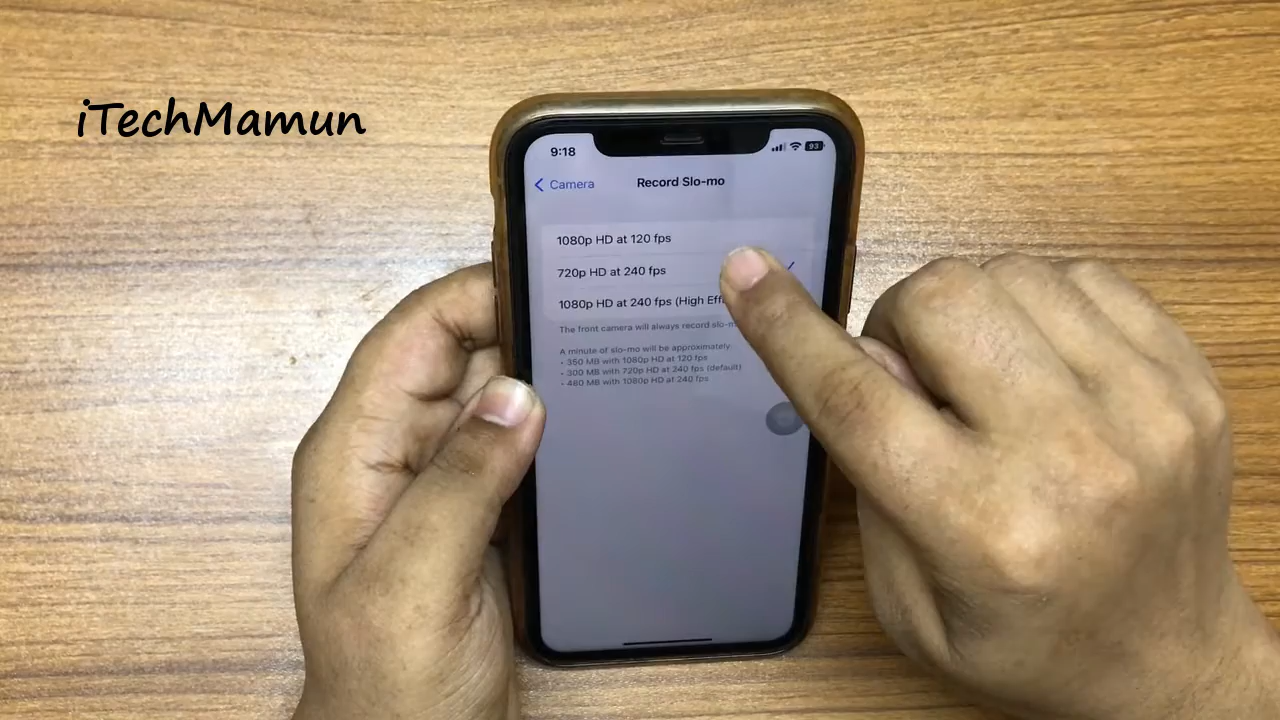 iTechMamun
9:18
93
Camera
Record Slo-mo
1080p HD at 120 fps
720p HD at 240 fps
1080p HD at 240 fps (High
The front camera will always record
A minute of slo-mo will be approximately:
• 350 MB with 1080p HD at 120 fps
• 300 MB with 720p HD at 240 fps (default)
• 480 MB with 1080p HD at 240 fps